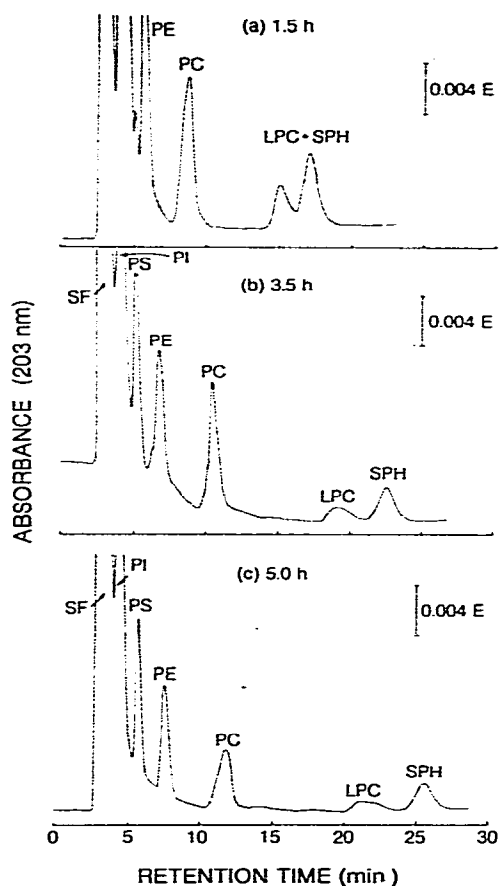 (a) 1.5 h
PE
PC
0.004 E
LPC + SPH
PS
PI
(b) 3.5 h
SF
0.004 E
PE
PC
LPC
SPH
(c) 5.0 h
PI
SF
PS
0.004 E
PE
PC
LPC
SPH
0 5 10 15 20 25 30
RETENTION TIME (min)
ABSORBANCE (203 nm)